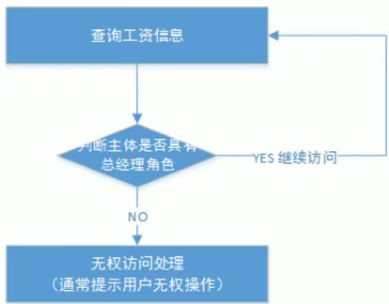 查询工资信息
判断主体是否具有
总经理角色
YES 继续访问
NO
无权访问处理
（通常提示用户无权操作）